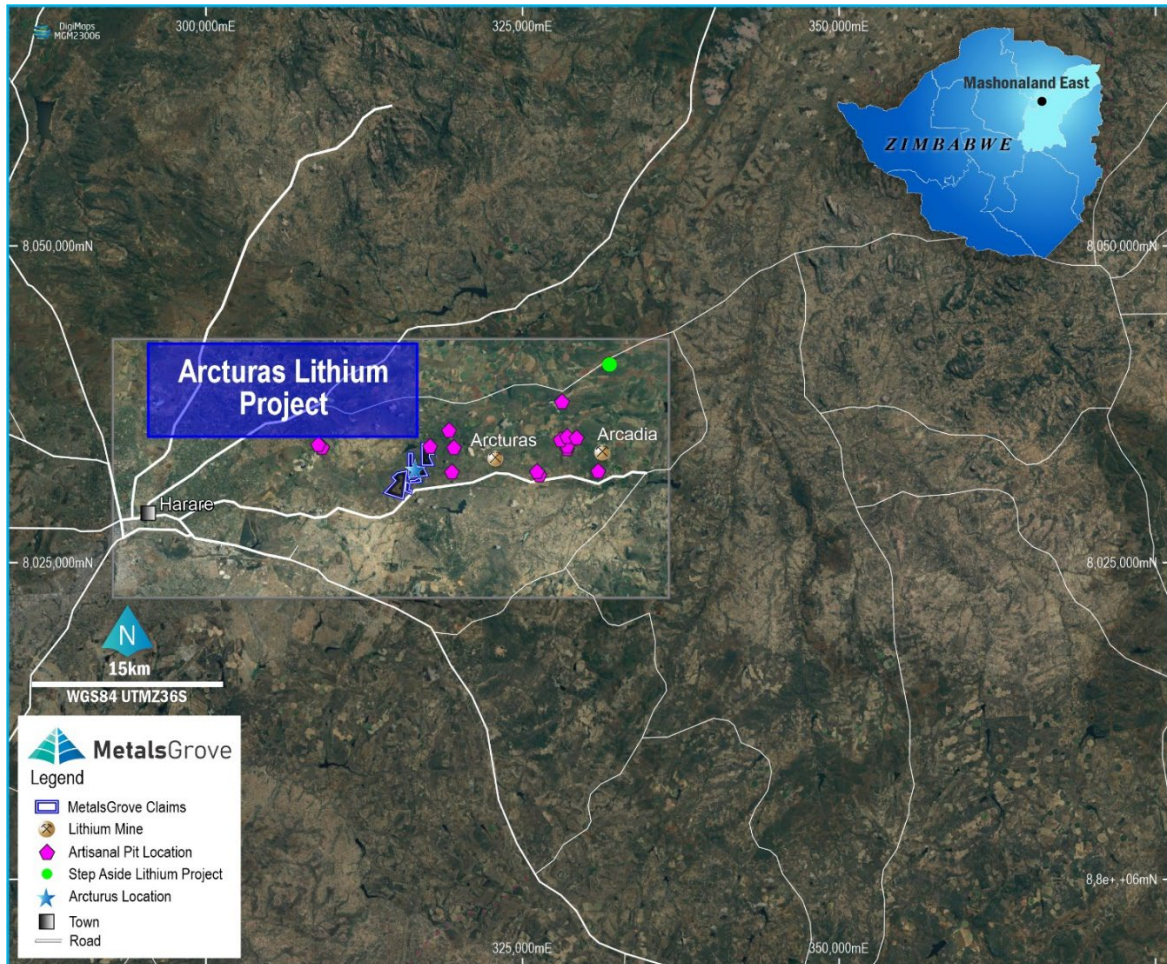 DigiMaps
MGM23006
300,000mE
325,000mE
350,000mE
Mashonaland East
ZIMBABWE
8,050,000mN
8,050,000mN
Arcturas Lithium
Project
Arcturas
Arcadia
Harare
8,025,000mN
8,025,000mN
N
15km
WGS84 UTMZ36S
MetalsGrove
Legend
MetalsGrove Claims
Lithium Mine
Artisanal Pit Location
Step Aside Lithium Project
Arcturus Location
Town
Road
8,8e+,+06mN
325,000mE
350,000mE